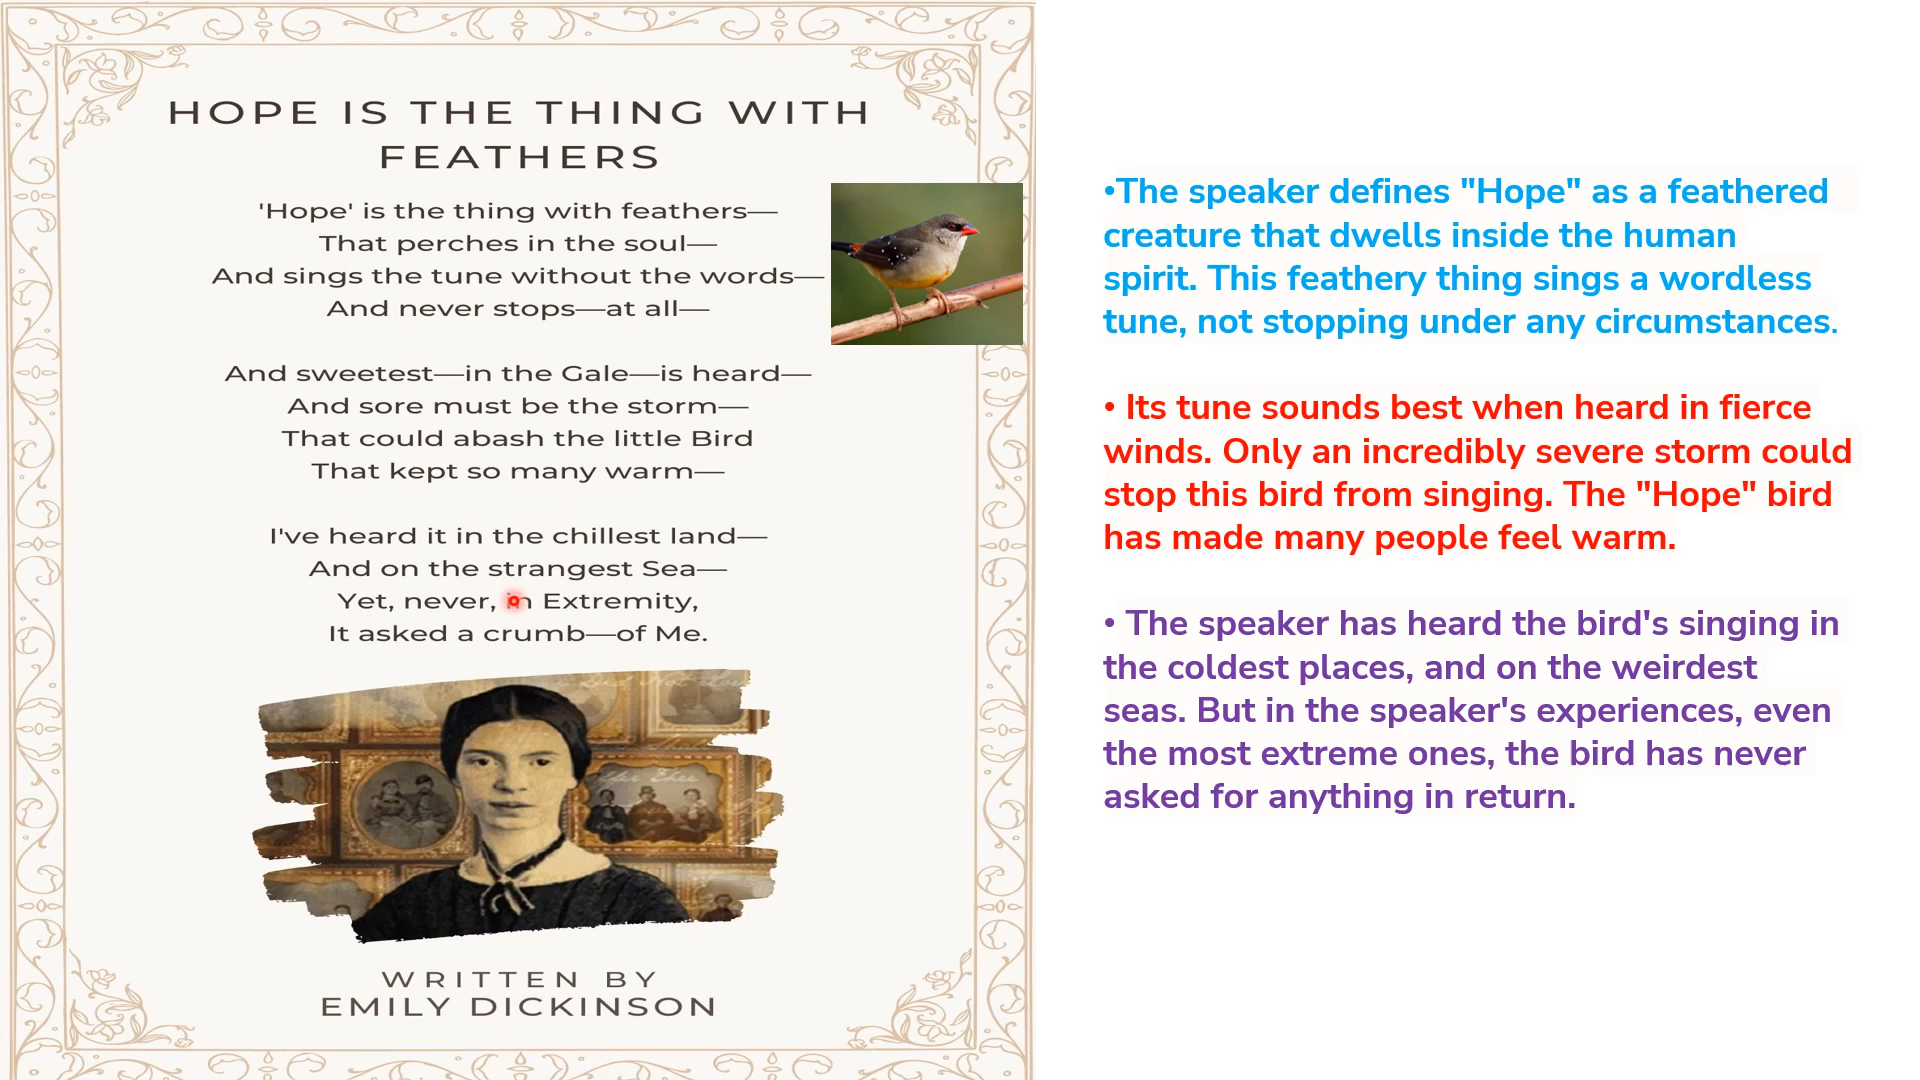 HOPE IS THE THING WITH
FEATHERS
'Hope' is the thing with feathers—
That perches in the soul—
And sings the tune without the words—
And never stops—at all—
And sweetest—in the Gale—is heard—
And sore must be the storm—
That could abash the little Bird
That kept so many warm—
I've heard it in the chillest land—
And on the strangest Sea—
Yet, never, in Extremity,
It asked a crumb—of Me.
WRITTEN BY
EMILY DICKINSON
•The speaker defines "Hope" as a feathered
creature that dwells inside the human
spirit. This feathery thing sings a wordless
tune, not stopping under any circumstances.
• Its tune sounds best when heard in fierce
winds. Only an incredibly severe storm could
stop this bird from singing. The "Hope" bird
has made many people feel warm.
• The speaker has heard the bird's singing in
the coldest places, and on the weirdest
seas. But in the speaker's experiences, even
the most extreme ones, the bird has never
asked for anything in return.